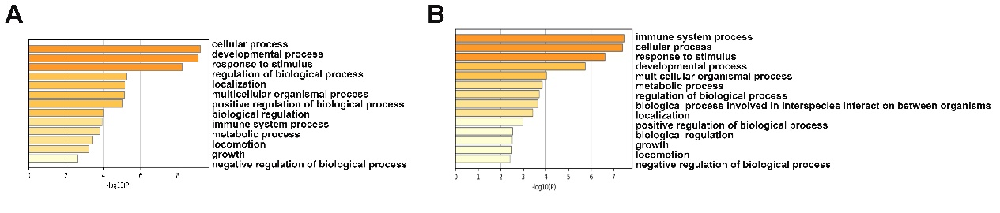 A
cellular process
developmental process
response to stimulus
regulation of biological process
localization
multicellular organismal process
positive regulation of biological process
biological regulation
immune system process
metabolic process
locomotion
growth
negative regulation of biological process
0 2 4 6 8
-log10(P)
B
immune system process
cellular process
response to stimulus
developmental process
multicellular organismal process
metabolic process
regulation of biological process
biological process involved in interspecies interaction between organisms
localization
positive regulation of biological process
biological regulation
growth
locomotion
negative regulation of biological process
0 1 2 3 4 5 6 7
-log10(P)